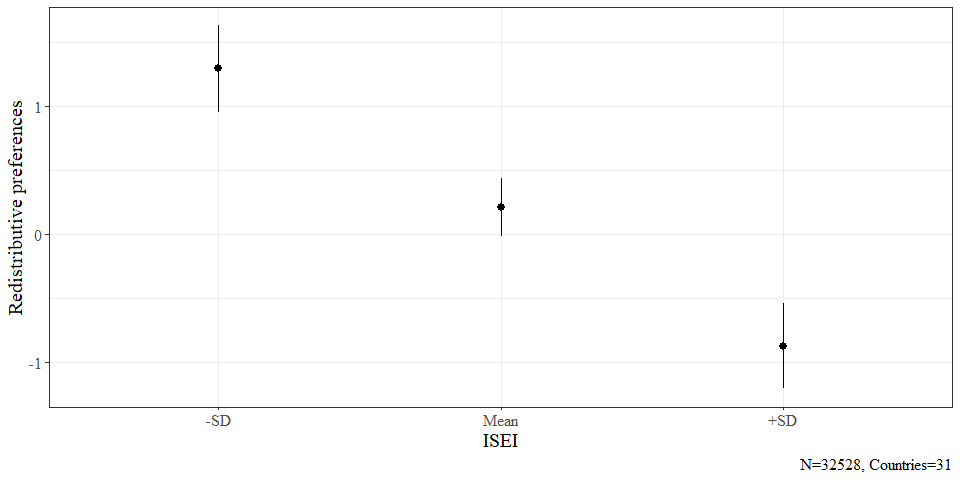 Redistributive preferences
1
0
-1
-SD
Mean
+SD
ISEI
N=32528, Countries=31